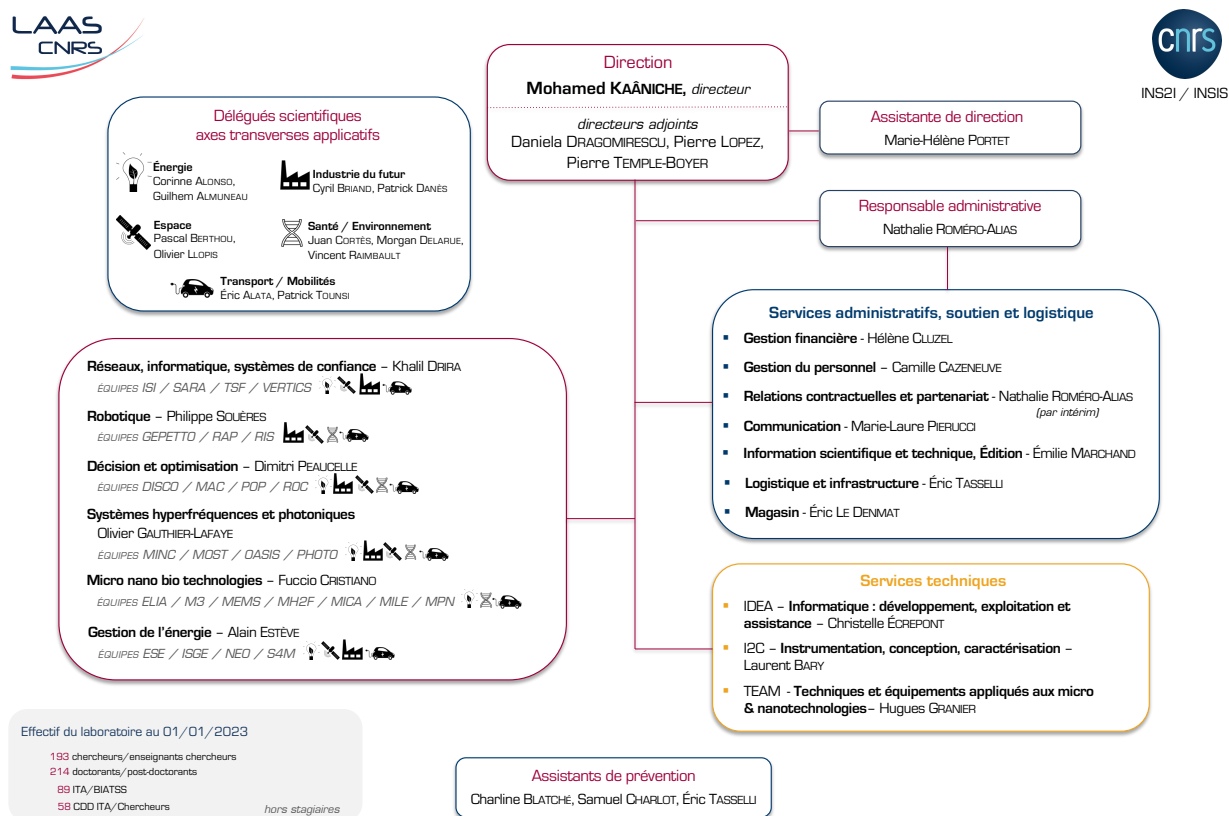 LAAS
CNRS
cnrs
INS2I / INSIS
Direction
Mohamed KAÂNICHE, directeur
directeurs adjoints
Daniela DRAGOMIRESCU, Pierre LOPEZ,
Pierre TEMPLE-BOYER
Assistante de direction
Marie-Hélène PORTET
Responsable administrative
Nathalie ROMÉRO-ALIAS
Délégués scientifiques
axes transverses applicatifs
Énergie
Corinne ALONSO,
Guilhem ALMUNEAU
Industrie du futur
Cyril BRIAND, Patrick DANÈS
Espace
Pascal BERTHOU,
Olivier LLOPIS
Santé / Environnement
Juan CORTÈS, Morgan DELARUE,
Vincent RAIMBAULT
Transport / Mobilités
Éric ALATA, Patrick TOUNSI
Réseaux, informatique, systèmes de confiance – Khalil DRIRA
ÉQUIPES ISI / SARA / TSF / VERTICS
Robotique – Philippe SOUÈRES
ÉQUIPES GEPETTO / RAP / RIS
Décision et optimisation – Dimitri PEAUCELLE
ÉQUIPES DISCO / MAC / POP / ROC
Systèmes hyperfréquences et photoniques
Olivier GAUTHIER-LAFAYE
ÉQUIPES MINC / MOST / OASIS / PHOTO
Micro nano bio technologies – Fuccio CRISTIANO
ÉQUIPES ELIA / M3 / MEMS / MH2F / MICA / MILE / MPN
Gestion de l'énergie – Alain ESTÈVE
ÉQUIPES ESE / ISGE / NEO / S4M
Services administratifs, soutien et logistique
▪ Gestion financière - Hélène CLUZEL
▪ Gestion du personnel – Camille CAZENEUVE
▪ Relations contractuelles et partenariat - Nathalie ROMÉRO-ALIAS
(par intérim)
▪ Communication - Marie-Laure PIERUCCI
▪ Information scientifique et technique, Édition - Émilie MARCHAND
▪ Logistique et infrastructure - Éric TASSELLI
▪ Magasin - Éric LE DENMAT
Services techniques
▪ IDEA – Informatique : développement, exploitation et
assistance – Christelle ÉCREPONT
▪ I2C – Instrumentation, conception, caractérisation –
Laurent BARY
▪ TEAM - Techniques et équipements appliqués aux micro
& nanotechnologies– Hugues GRANIER
Effectif du laboratoire au 01/01/2023
193 chercheurs/enseignants chercheurs
214 doctorants/post-doctorants
89 ITA/BIATSS
58 CDD ITA/Chercheurs
hors stagiaires
Assistants de prévention
Charline BLATCHÉ, Samuel CHARLOT, Éric TASSELLI